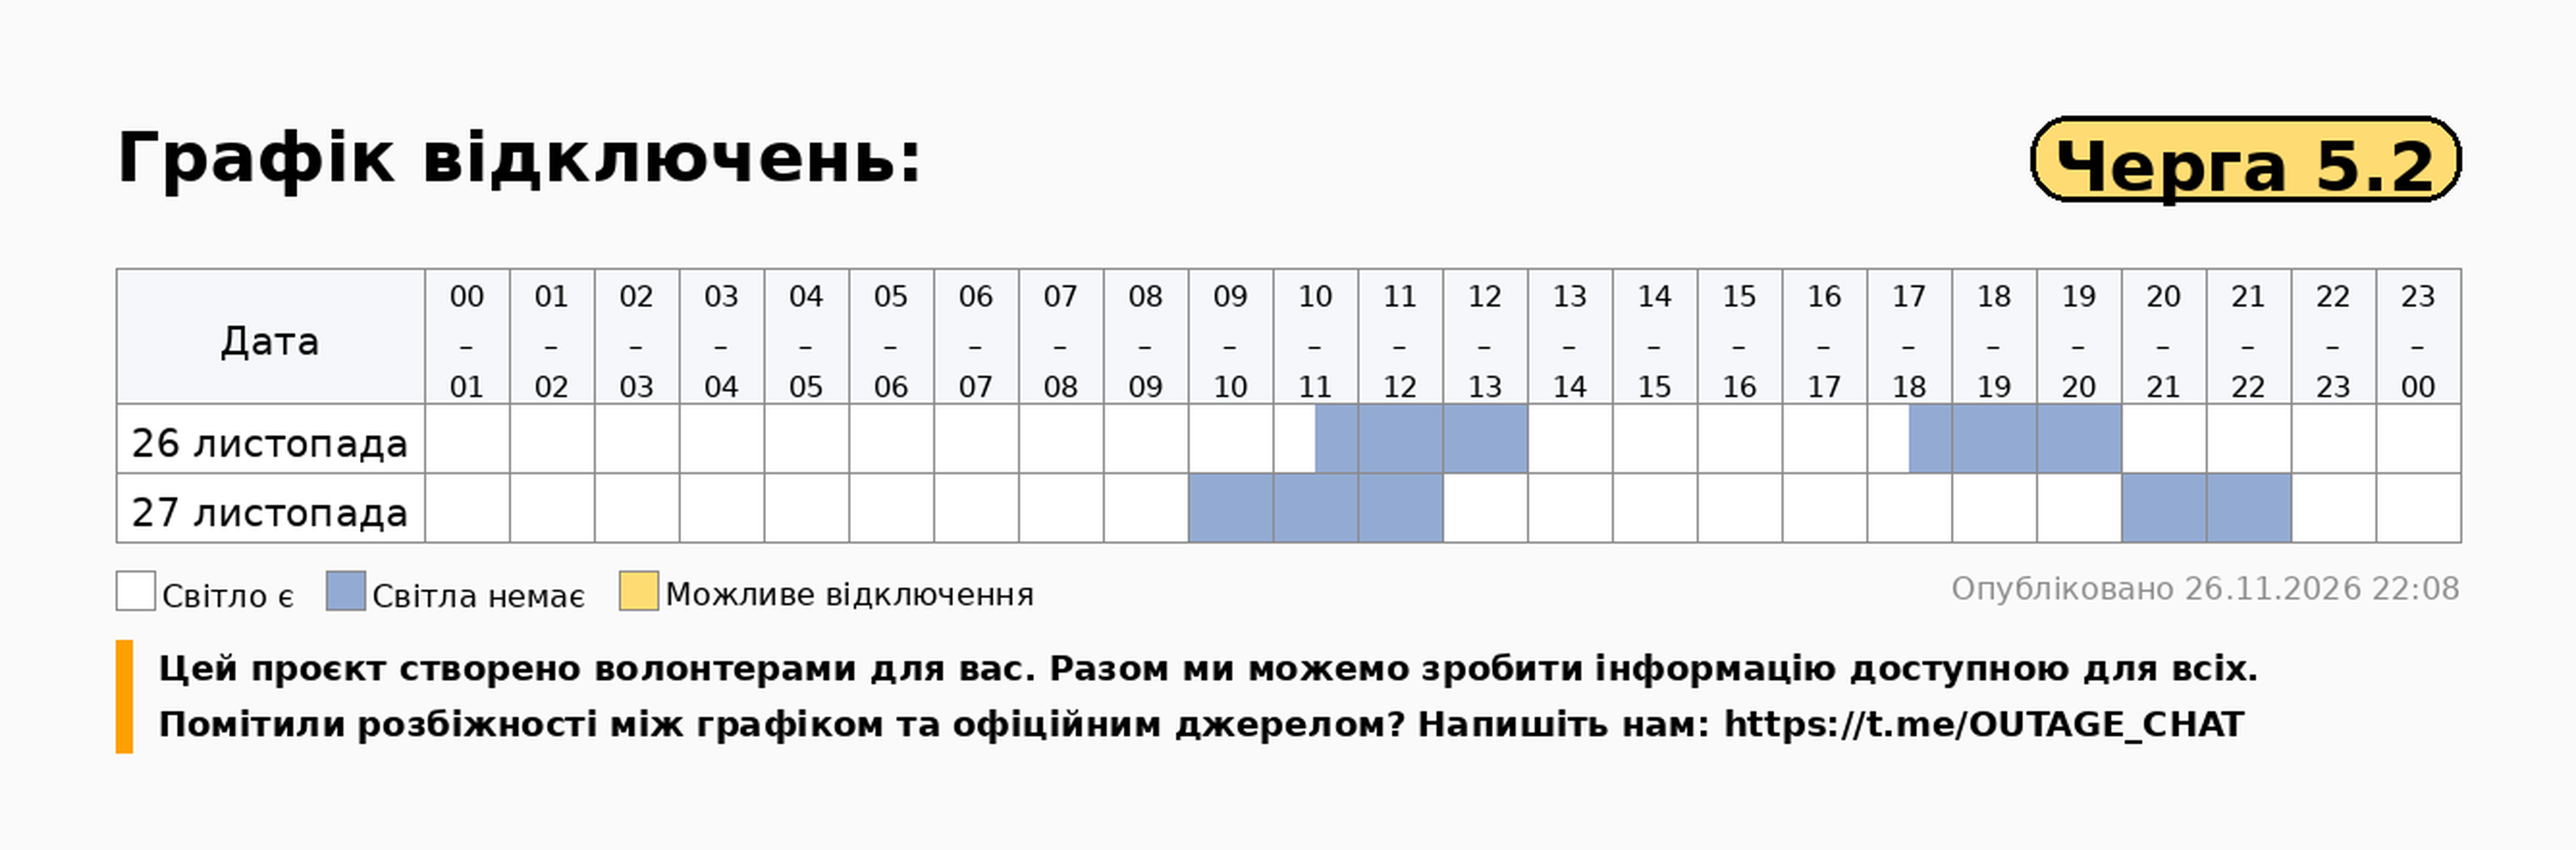 Графік відключень:
Черга 5.2
Дата 00 – 01 01 – 02 02 – 03 03 – 04 04 – 05 05 – 06 06 – 07 07 – 08 08 – 09 09 – 10 10 – 11 11 – 12 12 – 13 13 – 14 14 – 15 15 – 16 16 – 17 17 – 18 18 – 19 19 – 20 20 – 21 21 – 22 22 – 23 23 – 00
26 листопада
27 листопада
Світло є Світла немає Можливе відключення
Опубліковано 26.11.2026 22:08
Цей проєкт створено волонтерами для вас. Разом ми можемо зробити інформацію доступною для всіх.
Помітили розбіжності між графіком та офіційним джерелом? Напишіть нам: https://t.me/OUTAGE_CHAT